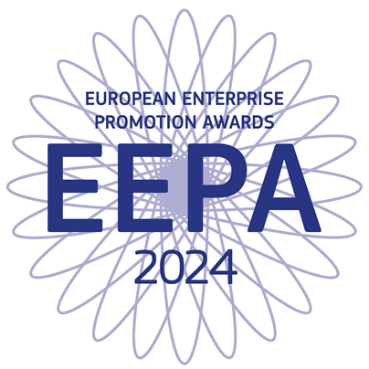 EUROPEAN ENTERPRISE
PROMOTION AWARDS
EEPA
2024